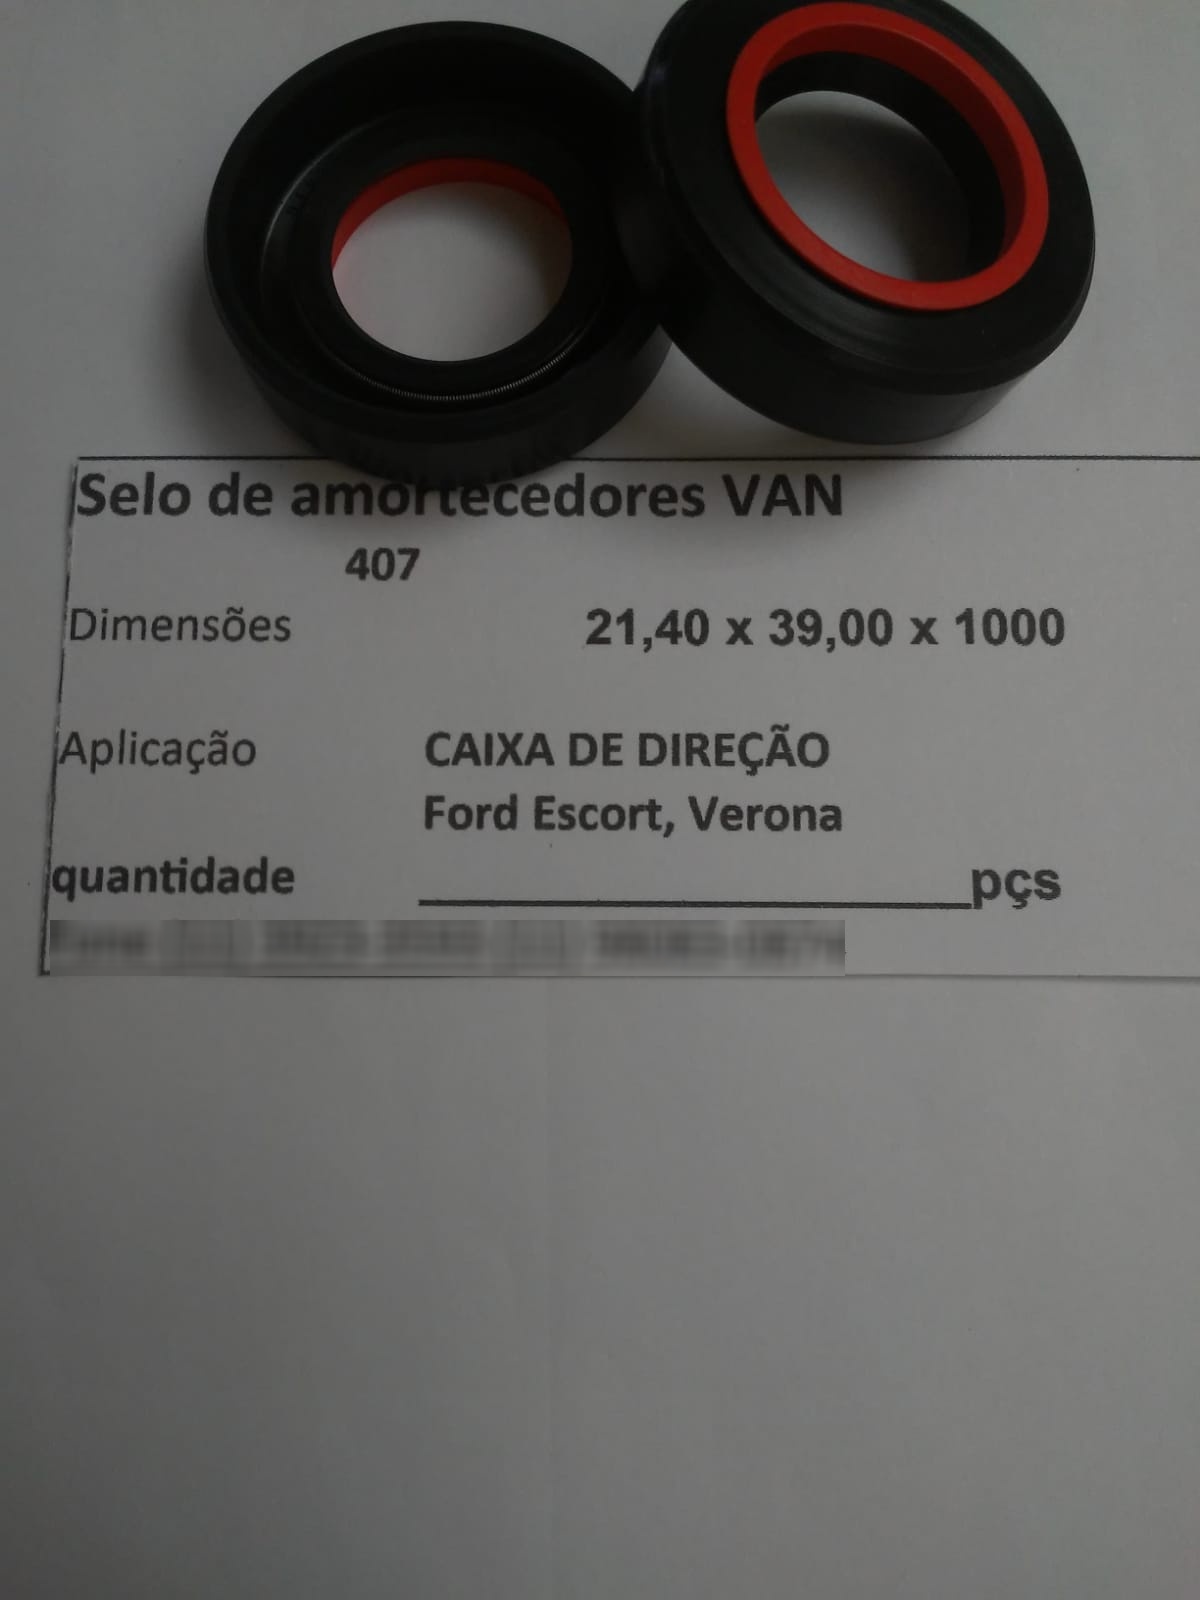 Selo de amortecedores VAN
407
Dimensões 21,40 x 39,00 x 1000
Aplicação CAIXA DE DIREÇÃO
Ford Escort, Verona
quantidade pçs